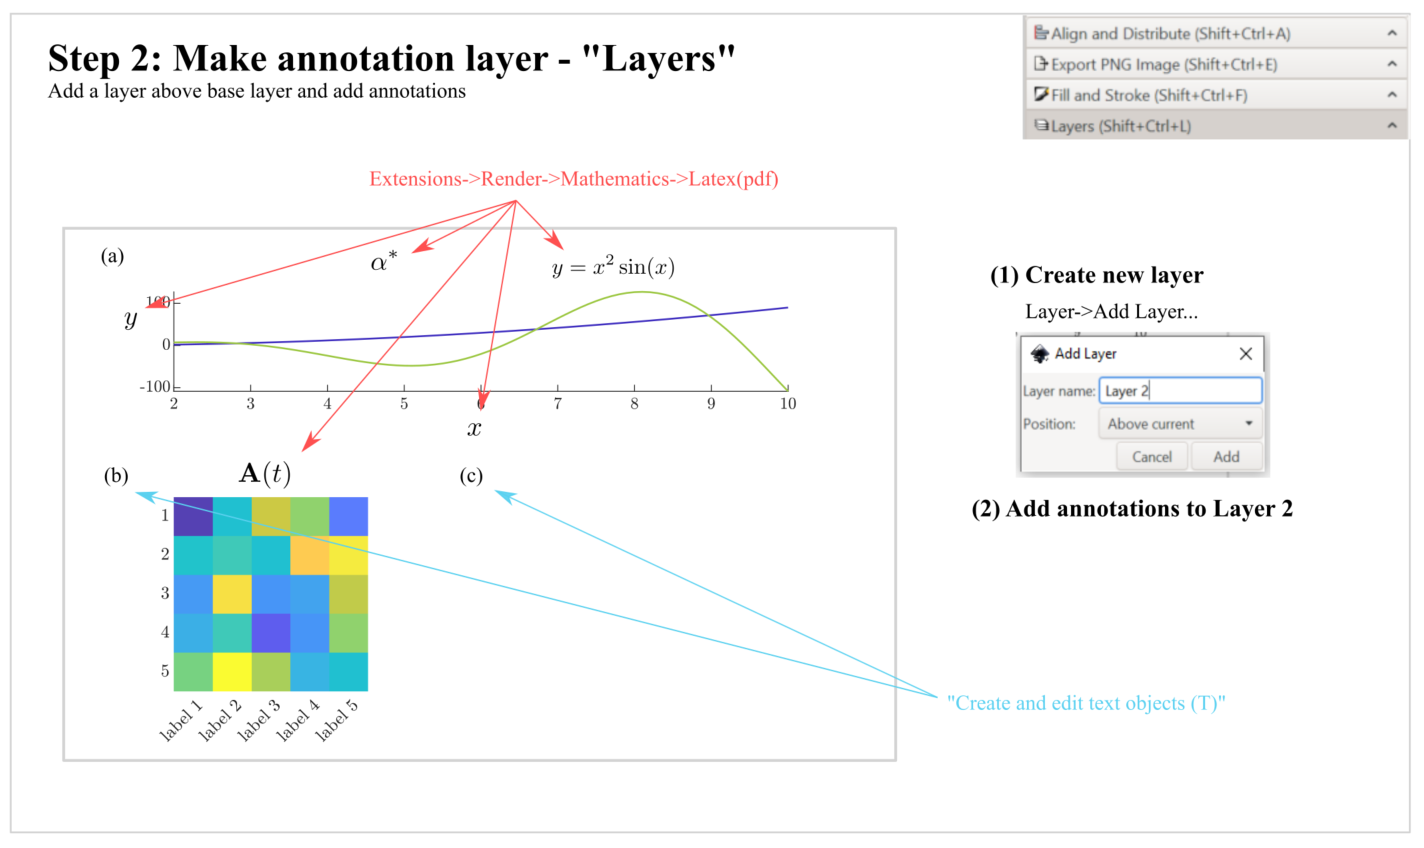 Step 2: Make annotation layer - "Layers"
Add a layer above base layer and add annotations
Align and Distribute (Shift+Ctrl+A)
Export PNG Image (Shift+Ctrl+E)
Fill and Stroke (Shift+Ctrl+F)
Layers (Shift+Ctrl+L)
Extensions->Render->Mathematics->Latex(pdf)
(a)
α*
y = x² sin(x)
y
100
0
-100
2 3 4 5 6 7 8 9 10
x
(b)
A(t)
(c)
1
2
3
4
5
label 1
label 2
label 3
label 4
label 5
(1) Create new layer
Layer->Add Layer...
Add Layer
Layer name: Layer 2
Position: Above current
Cancel Add
(2) Add annotations to Layer 2
"Create and edit text objects (T)"